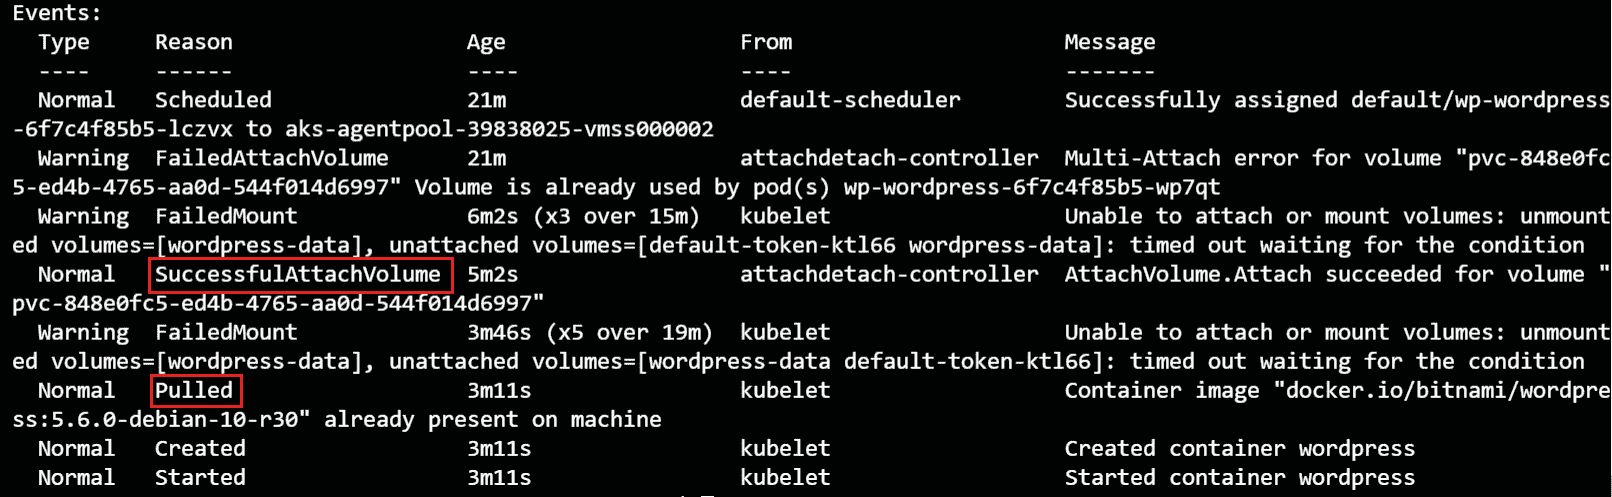 Events:
Type Reason Age From Message
---- ------ ---- ---- -------
Normal Scheduled 21m default-scheduler Successfully assigned default/wp-wordpress
-6f7c4f85b5-lczvx to aks-agentpool-39838025-vmss000002
Warning FailedAttachVolume 21m attachdetach-controller Multi-Attach error for volume "pvc-848e0fc
5-ed4b-4765-aa0d-544f014d6997" Volume is already used by pod(s) wp-wordpress-6f7c4f85b5-wp7qt
Warning FailedMount 6m2s (x3 over 15m) kubelet Unable to attach or mount volumes: unmount
ed volumes=[wordpress-data], unattached volumes=[default-token-ktl66 wordpress-data]: timed out waiting for the condition
Normal SuccessfulAttachVolume 5m2s attachdetach-controller AttachVolume.Attach succeeded for volume "
pvc-848e0fc5-ed4b-4765-aa0d-544f014d6997"
Warning FailedMount 3m46s (x5 over 19m) kubelet Unable to attach or mount volumes: unmount
ed volumes=[wordpress-data], unattached volumes=[wordpress-data default-token-ktl66]: timed out waiting for the condition
Normal Pulled 3m11s kubelet Container image "docker.io/bitnami/wordpre
ss:5.6.0-debian-10-r30" already present on machine
Normal Created 3m11s kubelet Created container wordpress
Normal Started 3m11s kubelet Started container wordpress